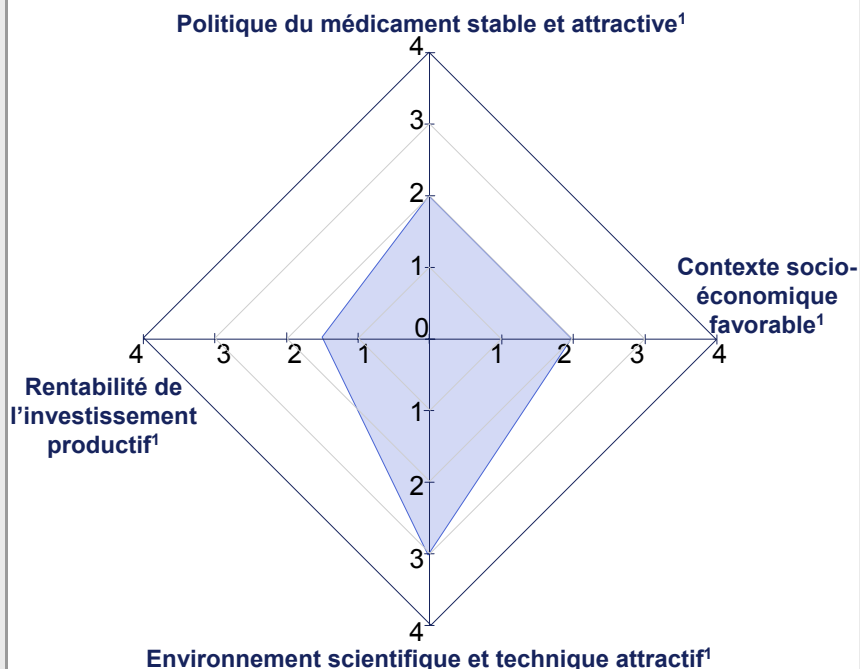 Politique du médicament stable et attractive¹
4
3
2
1
0
4 3 2 1 1 2 3 4
Contexte socio-
économique
favorable¹
Rentabilité de
l’investissement
productif¹
1
2
3
4
Environnement scientifique et technique attractif¹